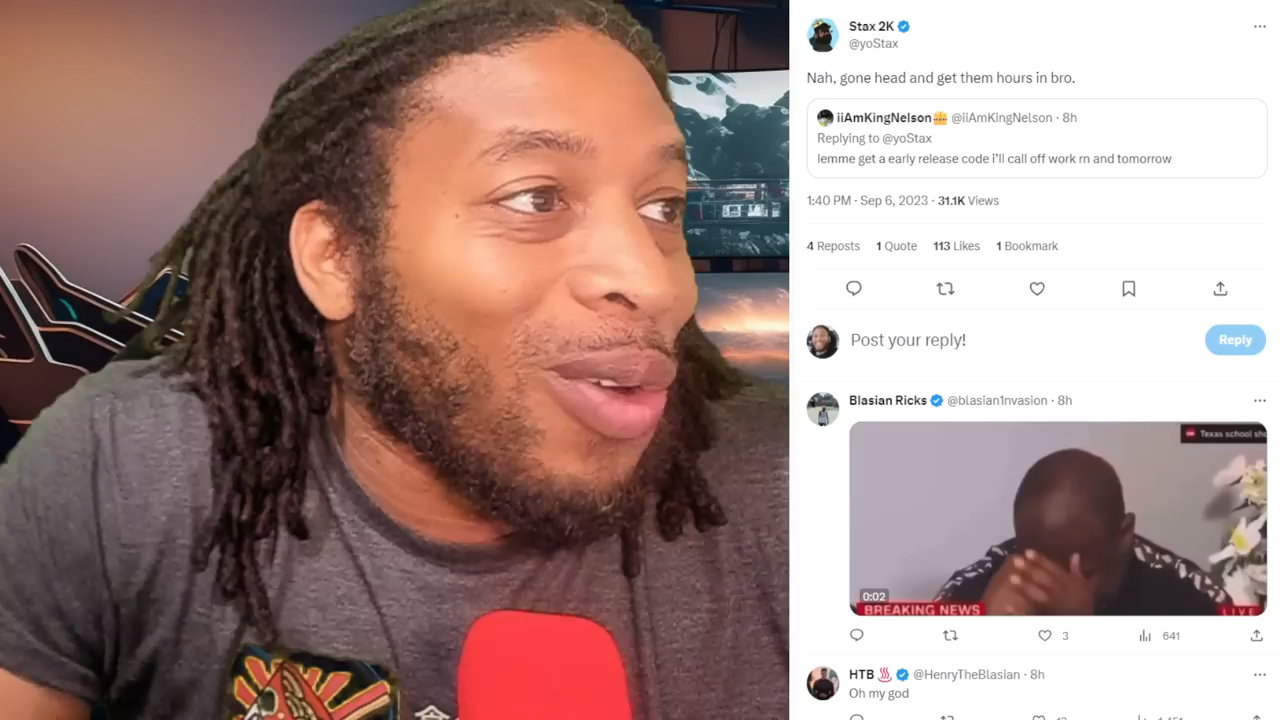 Stax 2K
@yoStax
Nah, gone head and get them hours in bro.
iiAmKingNelson @iiAmKingNelson · 8h
Replying to @yoStax
lemme get a early release code i'll call off work rn and tomorrow
1:40 PM · Sep 6, 2023 · 31.1K Views
4 Reposts 1 Quote 113 Likes 1 Bookmark
Post your reply!
Reply
Blasian Ricks @blasian1nvasion · 8h
Texas school sho
0:02
BREAKING NEWS
LIVE
3 641
HTB @HenryTheBlasian · 8h
Oh my god